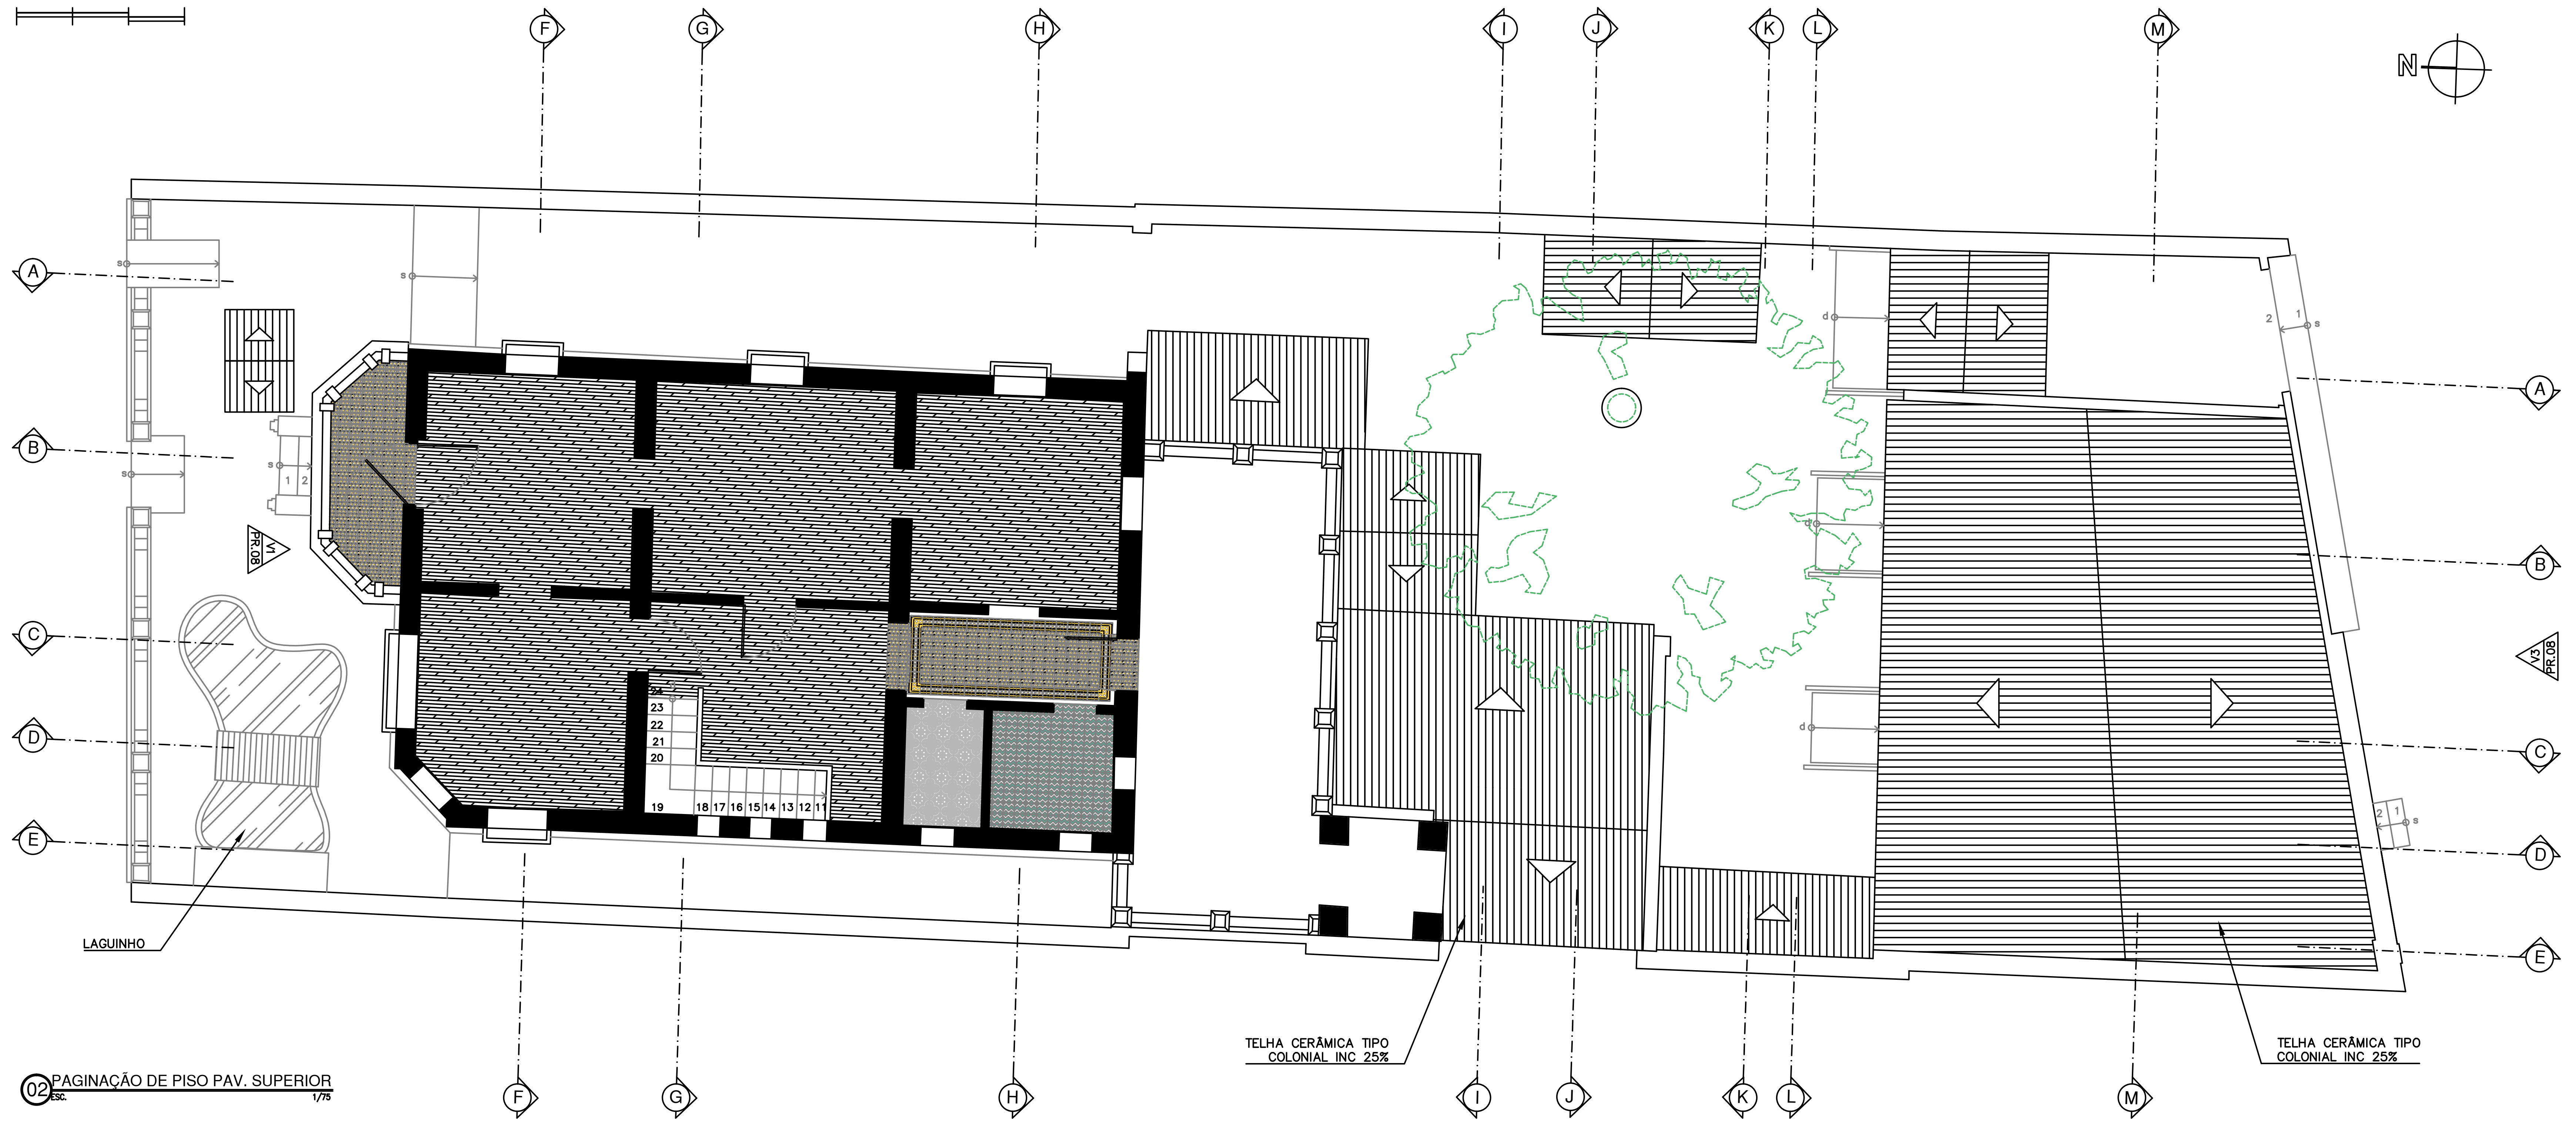 F G H I J K L M
N
A
s
s
d
1
2
s
A
B
s
s
1 2
B
V1
PR.08
d
C
V3
PR.08
24
23
22
21
20
19 18 17 16 15 14 13 12 11
d
C
D
2 1
s
D
E
LAGUINHO
E
TELHA CERÂMICA TIPO
COLONIAL INC 25%
TELHA CERÂMICA TIPO
COLONIAL INC 25%
02 PAGINAÇÃO DE PISO PAV. SUPERIOR
ESC. 1/75
F G H I J K L M